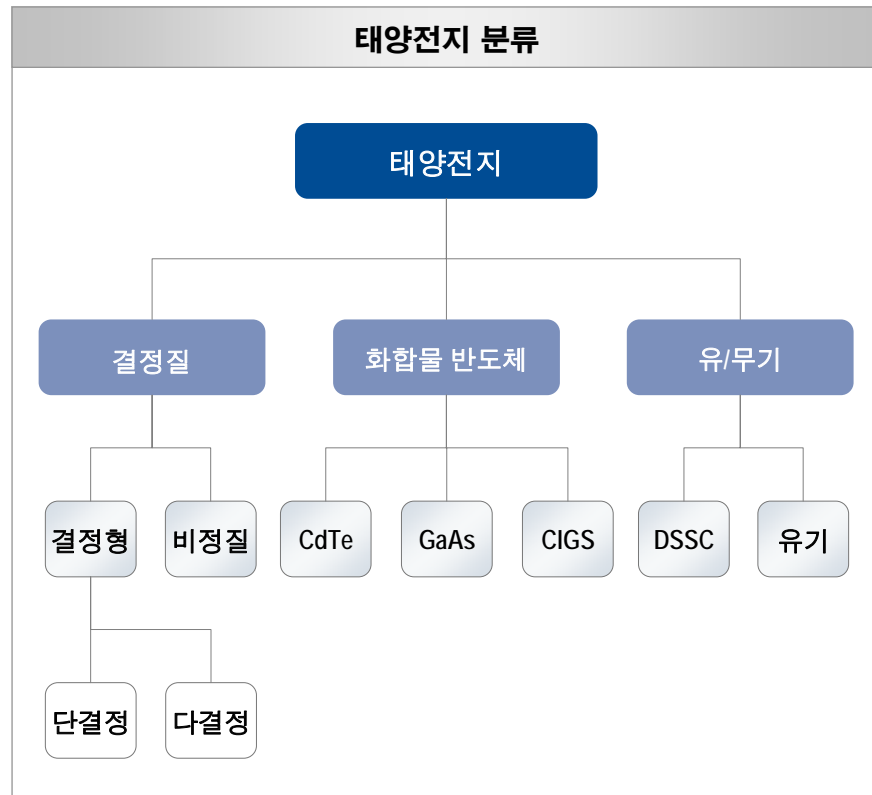 태양전지 분류
태양전지
결정질
화합물 반도체
유/무기
결정형
비정질
CdTe
GaAs
CIGS
DSSC
유기
단결정
다결정